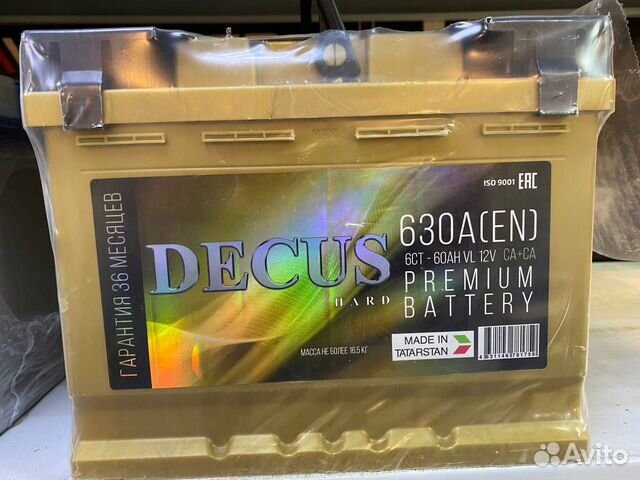 ISO 9001 EAC
ГАРАНТИЯ 36 МЕСЯЦЕВ
DECUS
HARD
630A(EN)
6CT - 60AH VL 12V CA+CA
PREMIUM
BATTERY
МАССА НЕ БОЛЕЕ 16.5 КГ
MADE IN
TATARSTAN
Avito